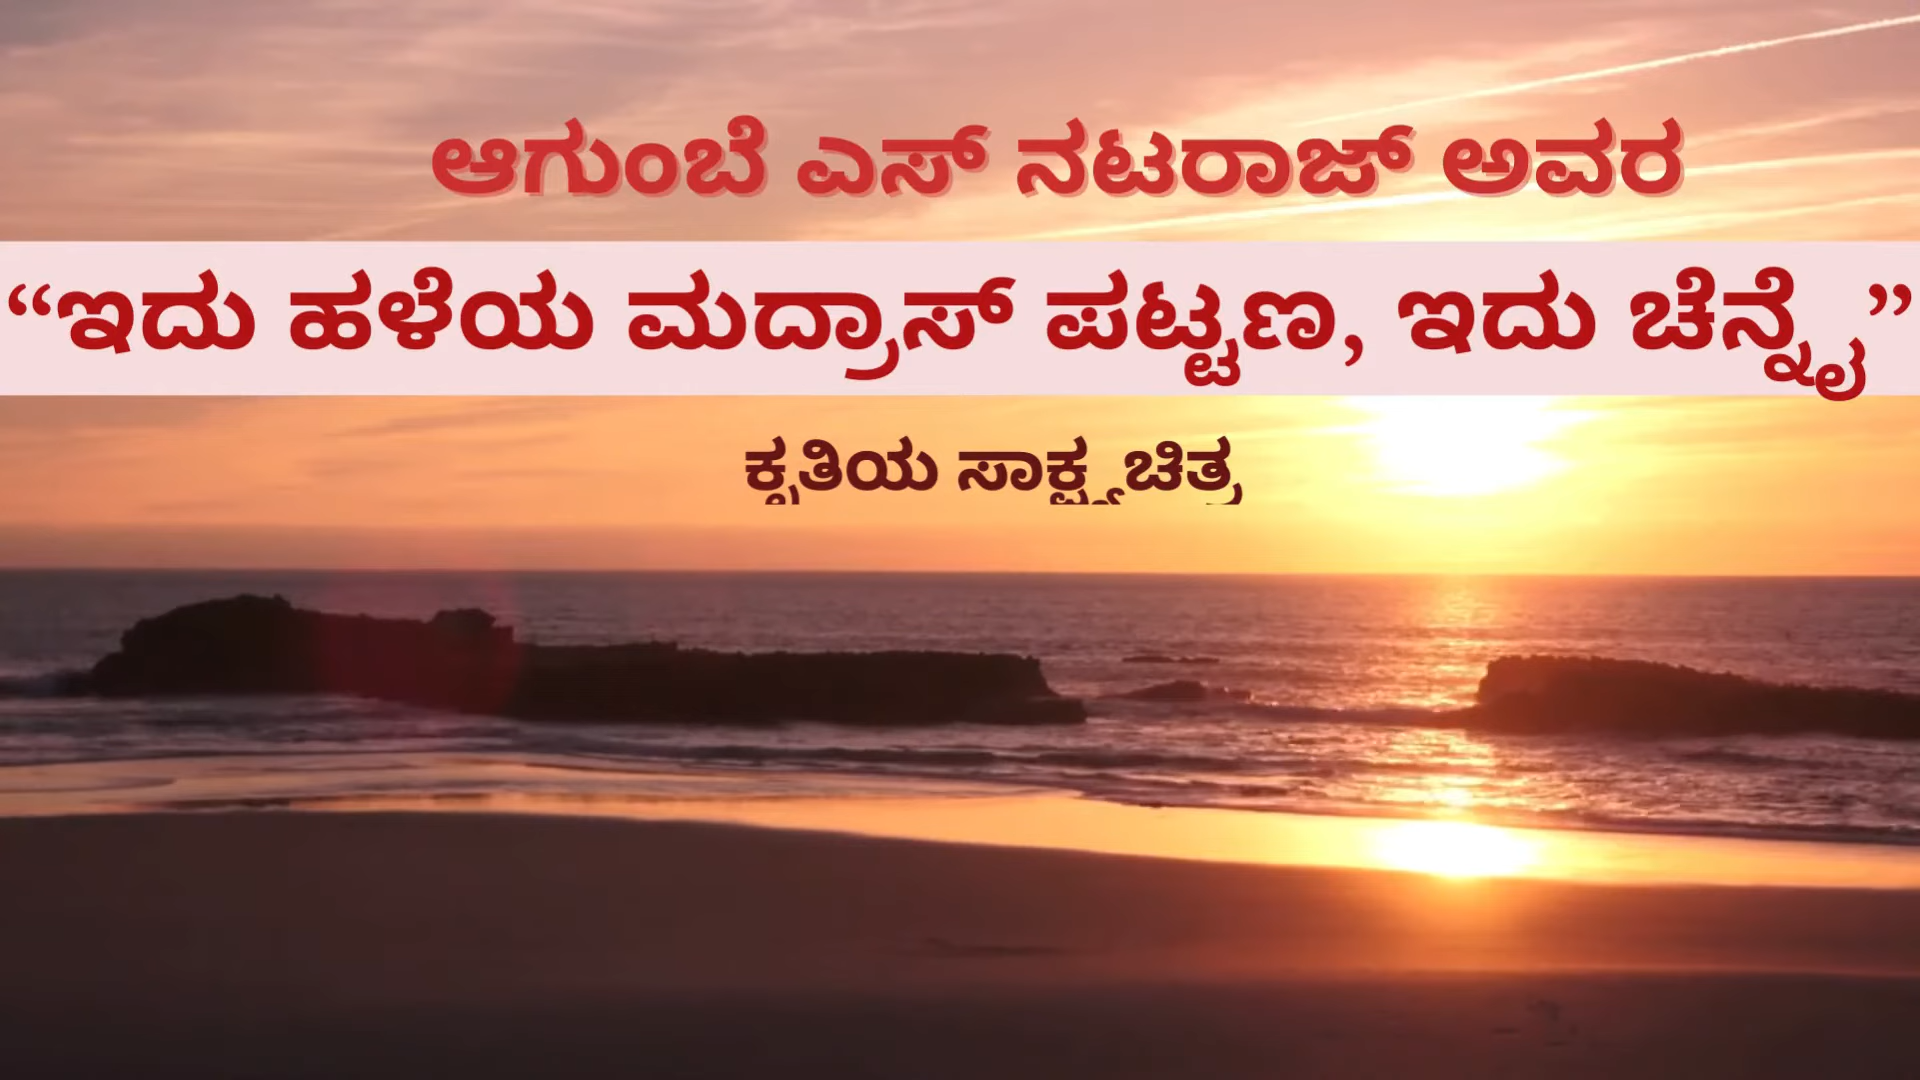 ಆಗುಂಬೆ ಎಸ್ ನಟರಾಜ್ ಅವರ
“ಇದು ಹಳೆಯ ಮದ್ರಾಸ್ ಪಟ್ಟಣ, ಇದು ಚೆನ್ನೈ”
ಕೃತಿಯ ಸಾಕ್ಷ್ಯಚಿತ್ರ